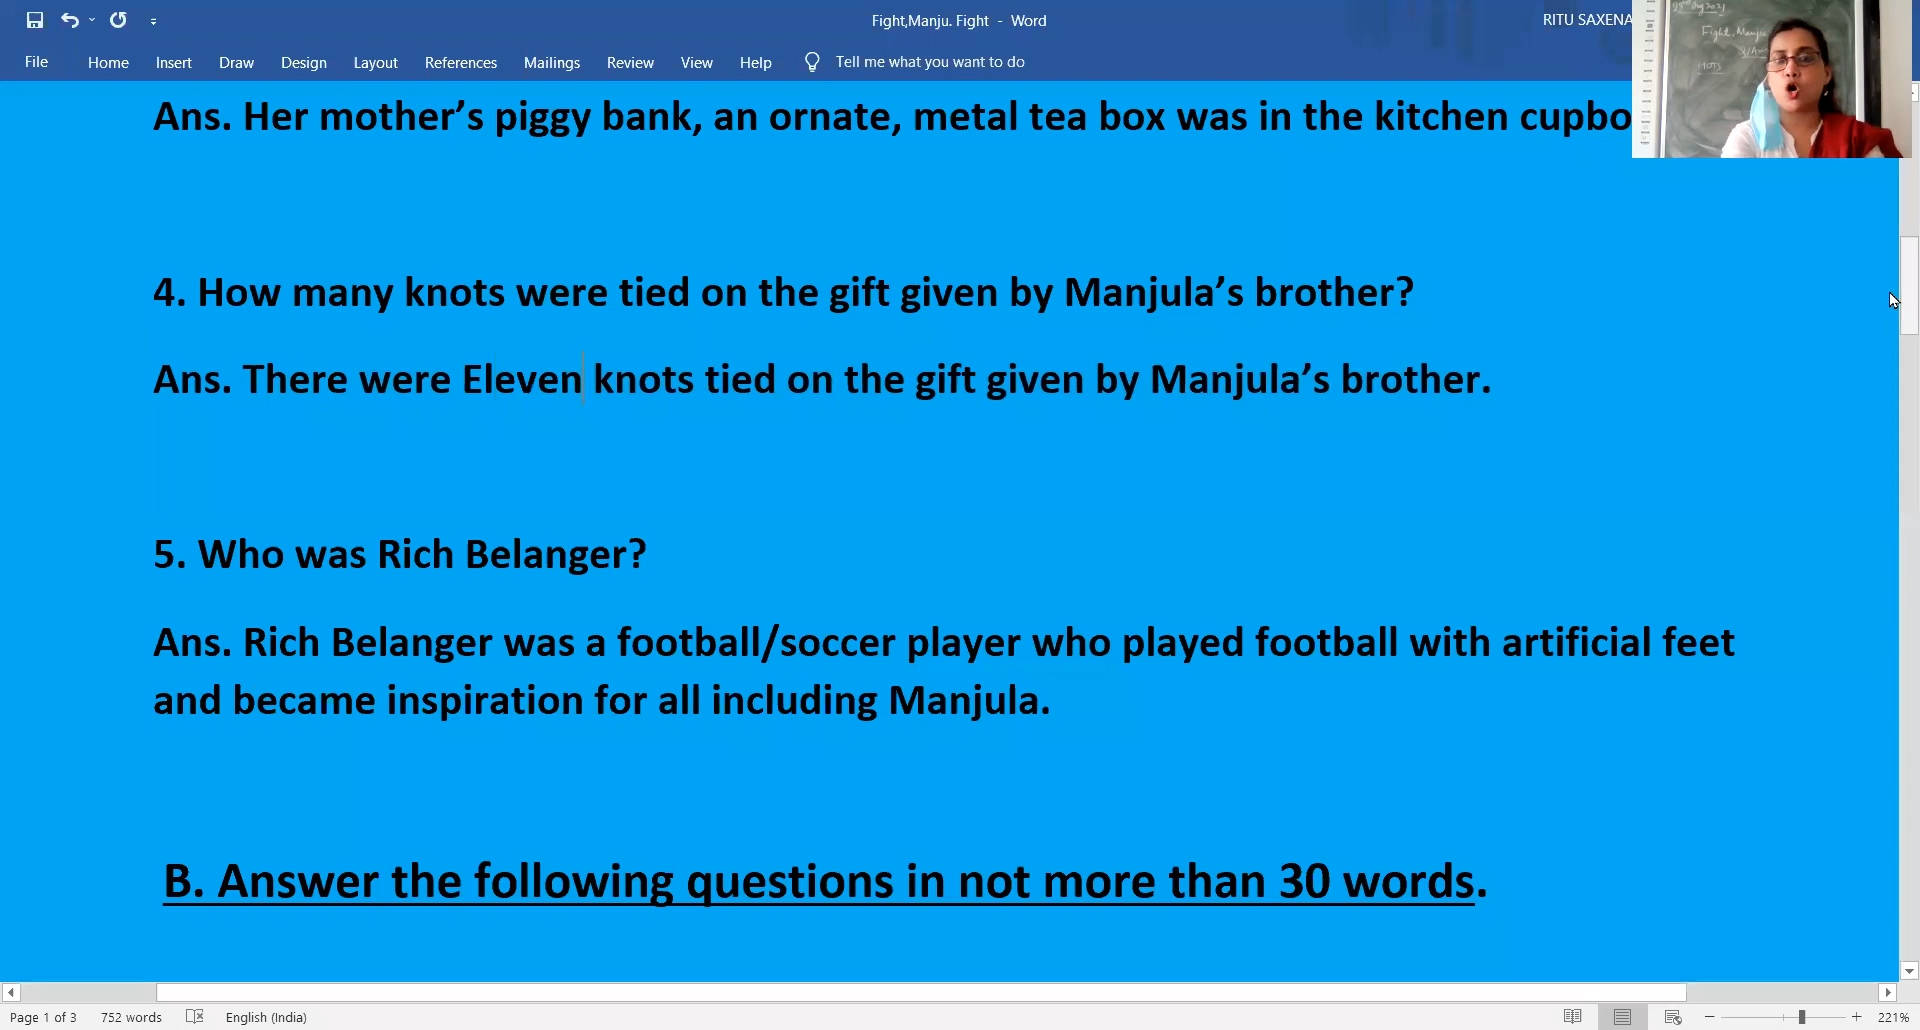 Fight,Manju. Fight - Word
RITU SAXENA
File Home Insert Draw Design Layout References Mailings Review View Help Tell me what you want to do
Fight, Manju
HOTS
Ans. Her mother’s piggy bank, an ornate, metal tea box was in the kitchen cupbo
4. How many knots were tied on the gift given by Manjula’s brother?
Ans. There were Eleven knots tied on the gift given by Manjula’s brother.
5. Who was Rich Belanger?
Ans. Rich Belanger was a football/soccer player who played football with artificial feet
and became inspiration for all including Manjula.
B. Answer the following questions in not more than 30 words.
Page 1 of 3 752 words English (India) 221%